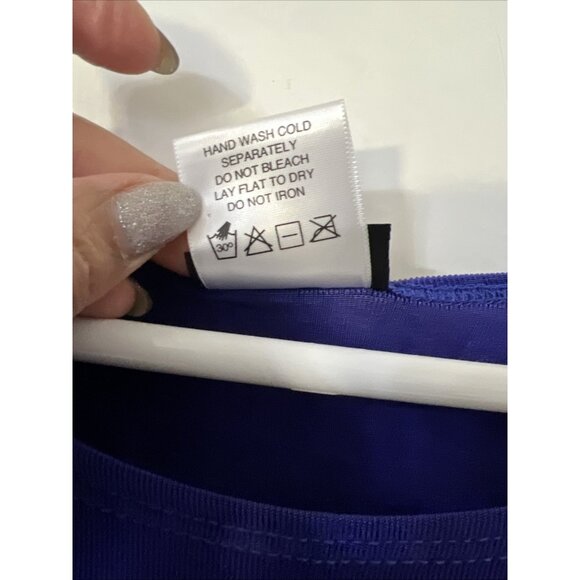 HAND WASH COLD
SEPARATELY
DO NOT BLEACH
LAY FLAT TO DRY
DO NOT IRON
30°